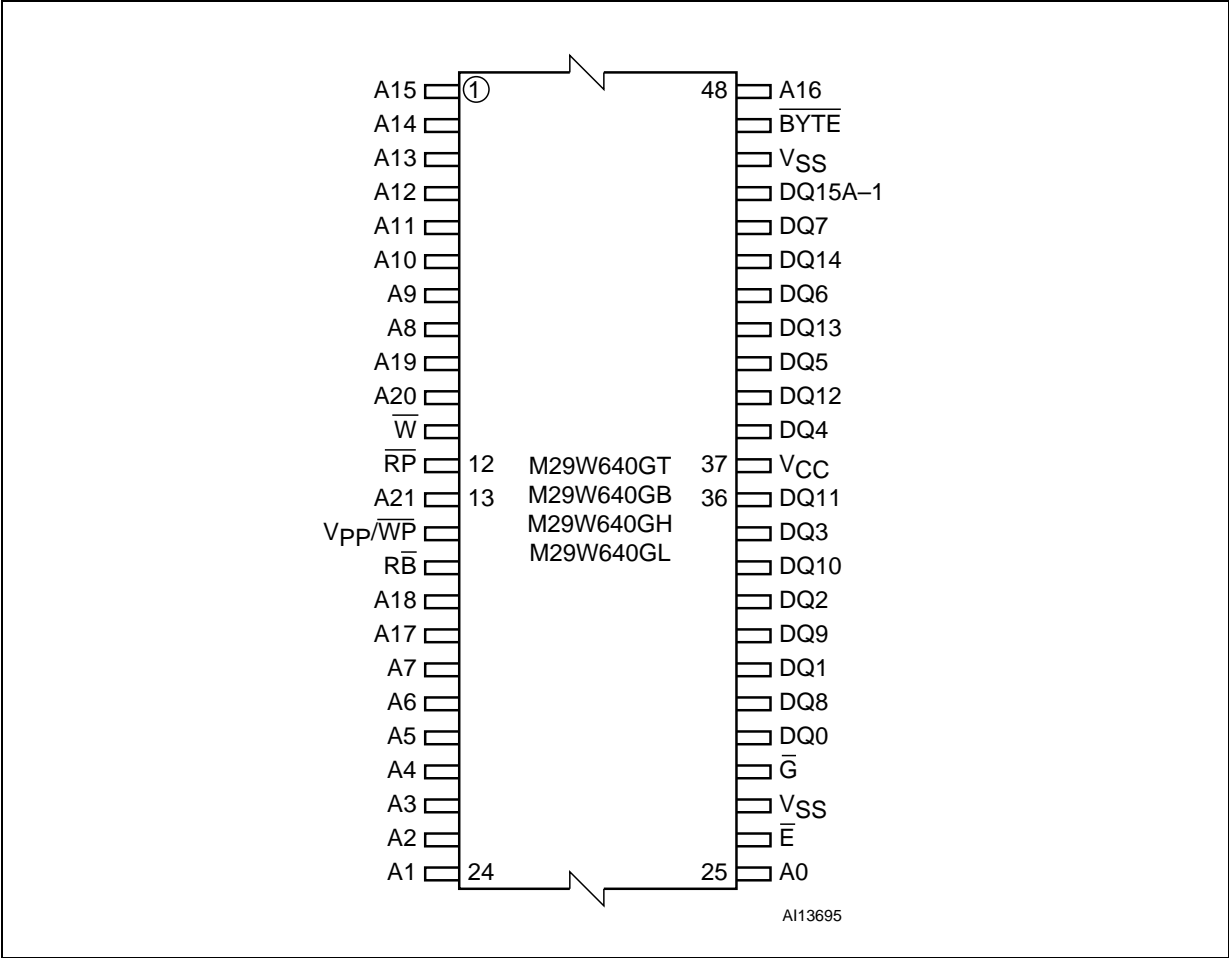 A15 ① 48 A16
A14 B̅Y̅T̅E̅
A13 VSS
A12 DQ15A–1
A11 DQ7
A10 DQ14
A9 DQ6
A8 DQ13
A19 DQ5
A20 DQ12
W̅ DQ4
R̅P̅ 12 M29W640GT 37 VCC
A21 13 M29W640GB 36 DQ11
VPP/W̅P̅ M29W640GH DQ3
RB̅ M29W640GL DQ10
A18 DQ2
A17 DQ9
A7 DQ1
A6 DQ8
A5 DQ0
A4 G̅
A3 VSS
A2 E̅
A1 24 25 A0
AI13695